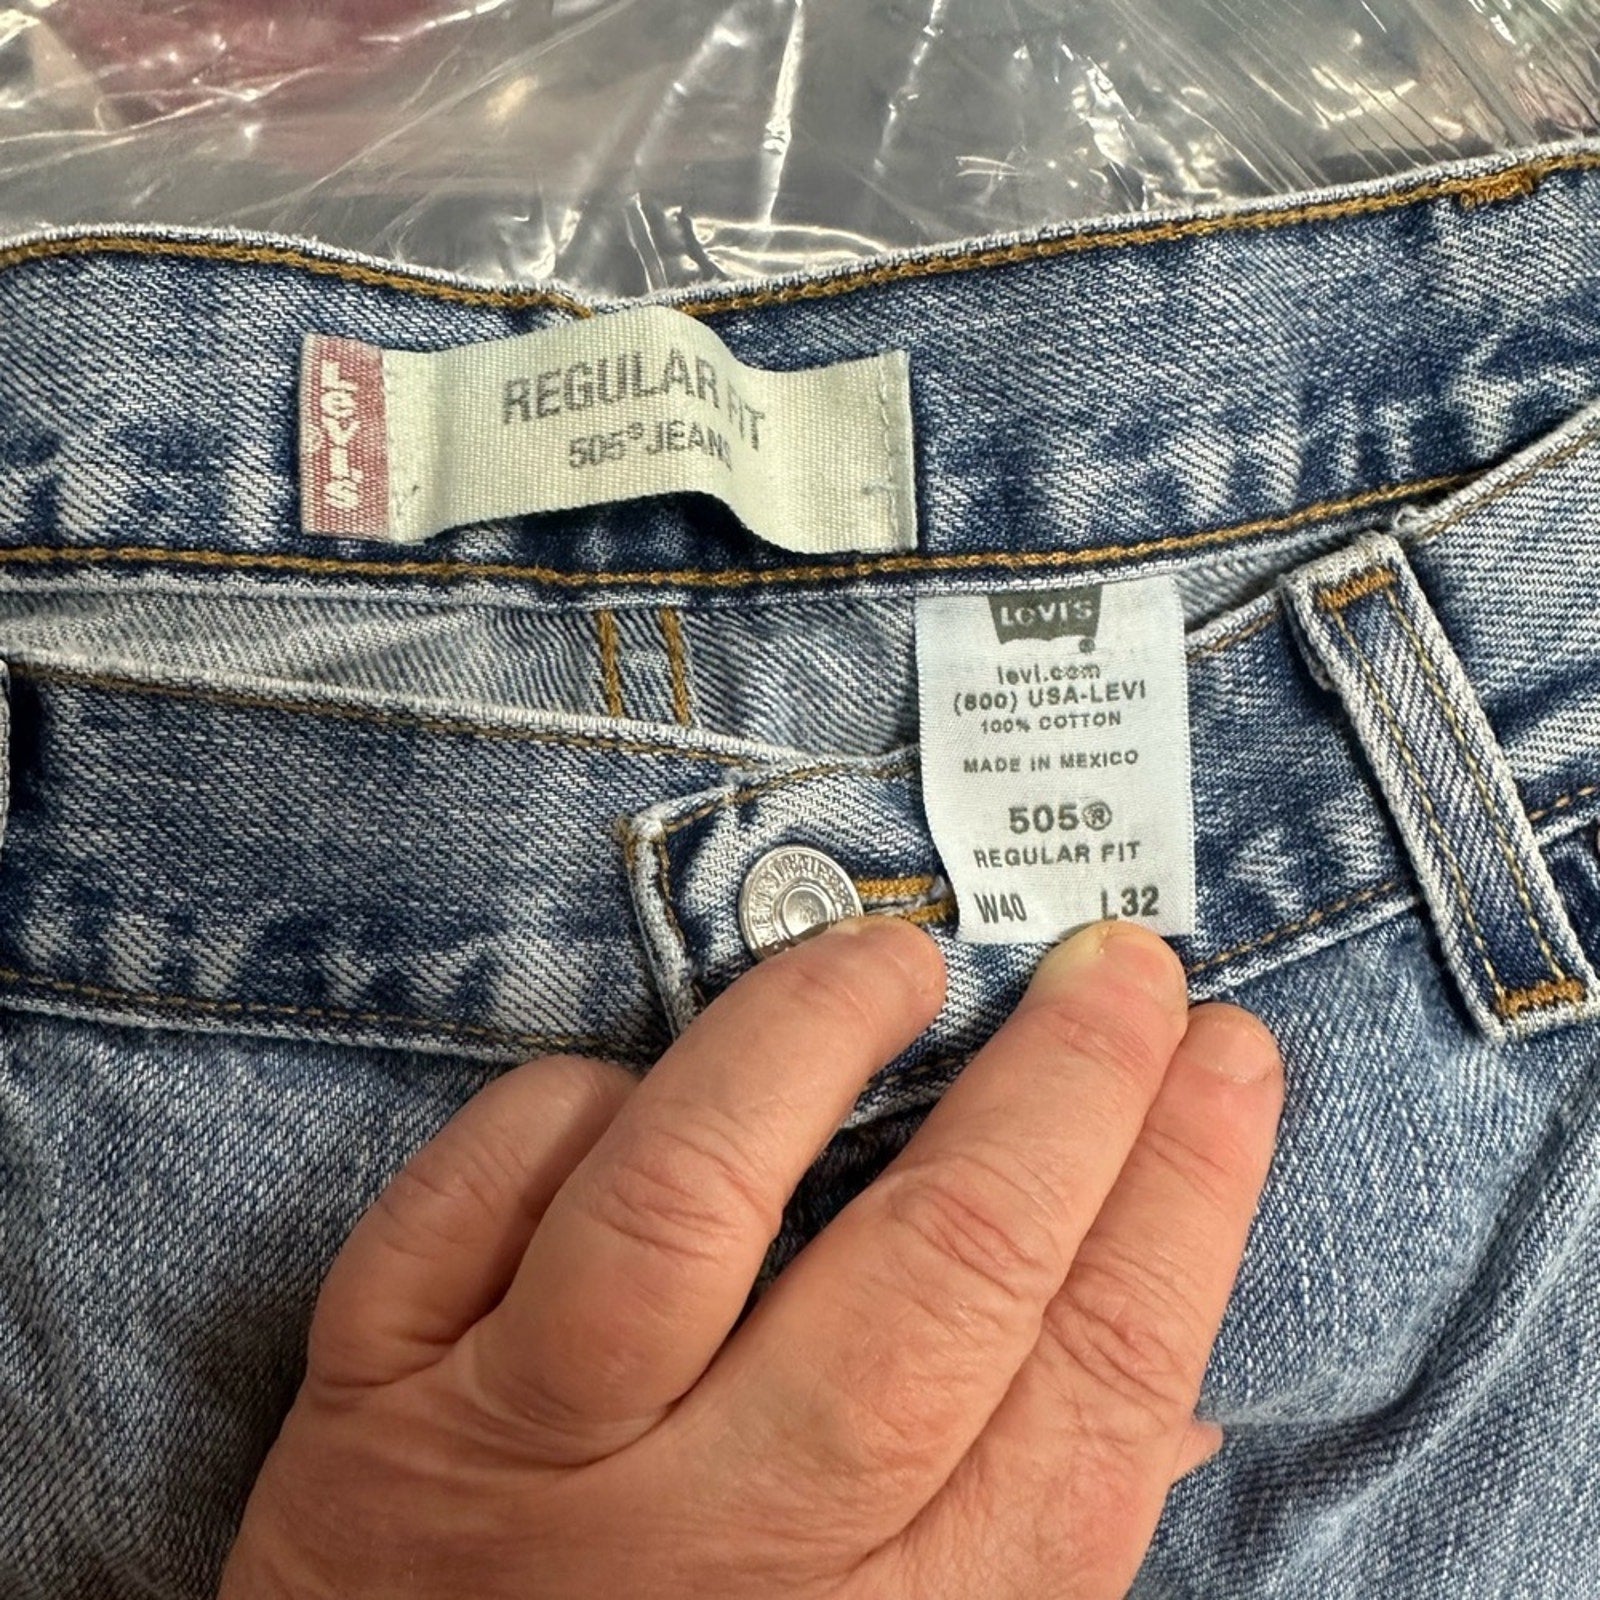 LEVI'S
REGULAR FIT
505® JEANS
LEVI'S
®
levi.com
(800) USA-LEVI
100% COTTON
MADE IN MEXICO
505®
REGULAR FIT
W40 L32